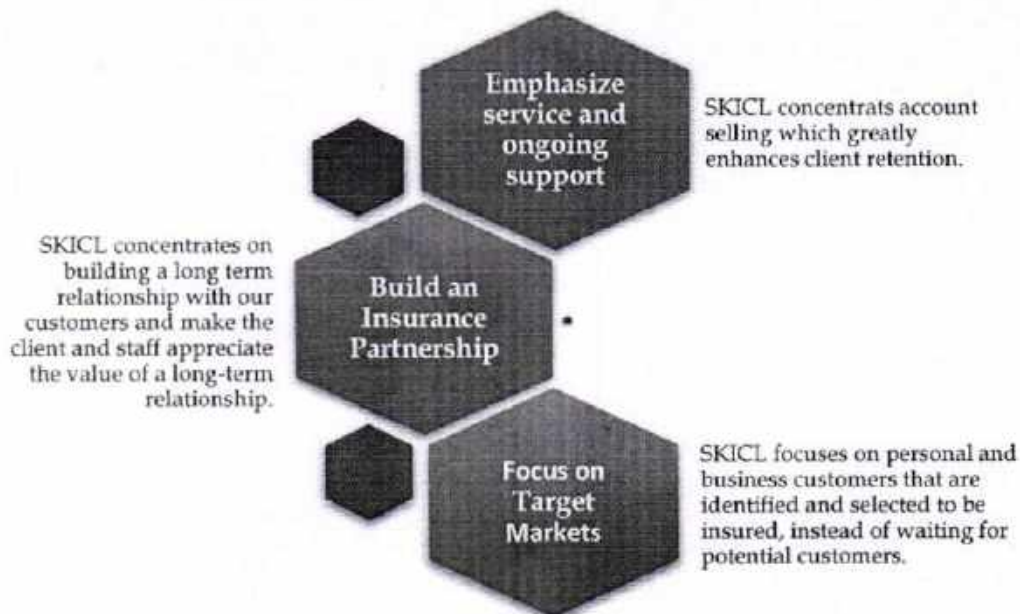 Emphasize
service and
ongoing
support
SKICL concentrats account
selling which greatly
enhances client retention.
SKICL concentrates on
building a long term
relationship with our
customers and make the
client and staff appreciate
the value of a long-term
relationship.
Build an
Insurance
Partnership
Focus on
Target
Markets
SKICL focuses on personal and
business customers that are
identified and selected to be
insured, instead of waiting for
potential customers.